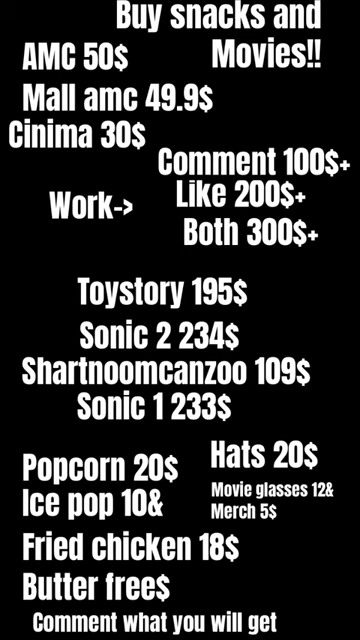 Buy snacks and
Movies!!
AMC 50$
Mall amc 49.9$
Cinima 30$
Comment 100$+
Work-> Like 200$+
Both 300$+
Toystory 195$
Sonic 2 234$
Shartnoomcanzoo 109$
Sonic 1 233$
Popcorn 20$
Hats 20$
Ice pop 10&
Movie glasses 12&
Merch 5$
Fried chicken 18$
Butter free$
Comment what you will get